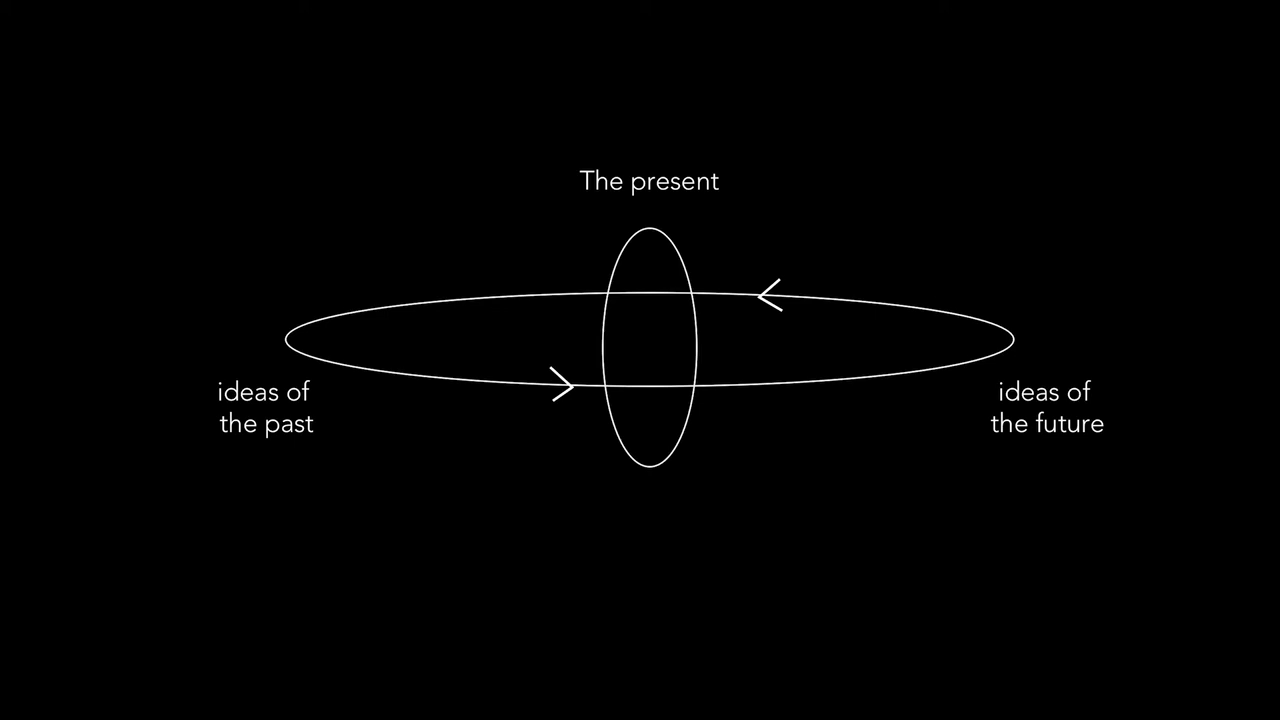 The present
ideas of
the past
ideas of
the future